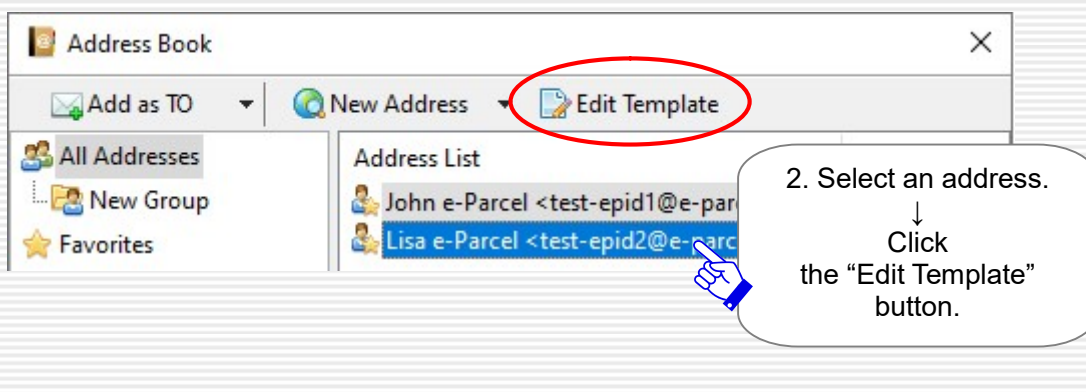 Address Book
Add as TO New Address Edit Template
All Addresses Address List
New Group John e-Parcel <test-epid1@e-par
Favorites Lisa e-Parcel <test-epid2@e-parc
2. Select an address.
↓
Click
the “Edit Template”
button.